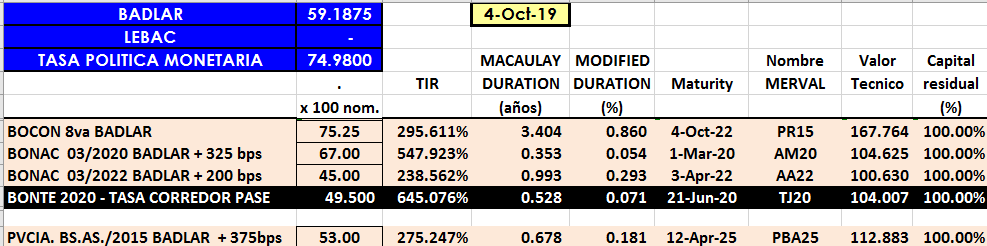 BADLAR 59.1875 4-Oct-19
LEBAC -
TASA POLITICA MONETARIA 74.9800 MACAULAY MODIFIED Nombre Valor Capital
. TIR DURATION DURATION Maturity MERVAL Tecnico residual
x 100 nom. (años) (%) (%)
BOCON 8va BADLAR 75.25 295.611% 3.404 0.860 4-Oct-22 PR15 167.764 100.00%
BONAC 03/2020 BADLAR + 325 bps 67.00 547.923% 0.353 0.054 1-Mar-20 AM20 104.625 100.00%
BONAC 03/2022 BADLAR + 200 bps 45.00 238.562% 0.993 0.293 3-Apr-22 AA22 100.630 100.00%
BONTE 2020 - TASA CORREDOR PASE 49.500 645.076% 0.528 0.071 21-Jun-20 TJ20 104.007 100.00%
PVCIA. BS.AS./2015 BADLAR + 375bps 53.00 275.247% 0.678 0.181 12-Apr-25 PBA25 112.883 100.00%